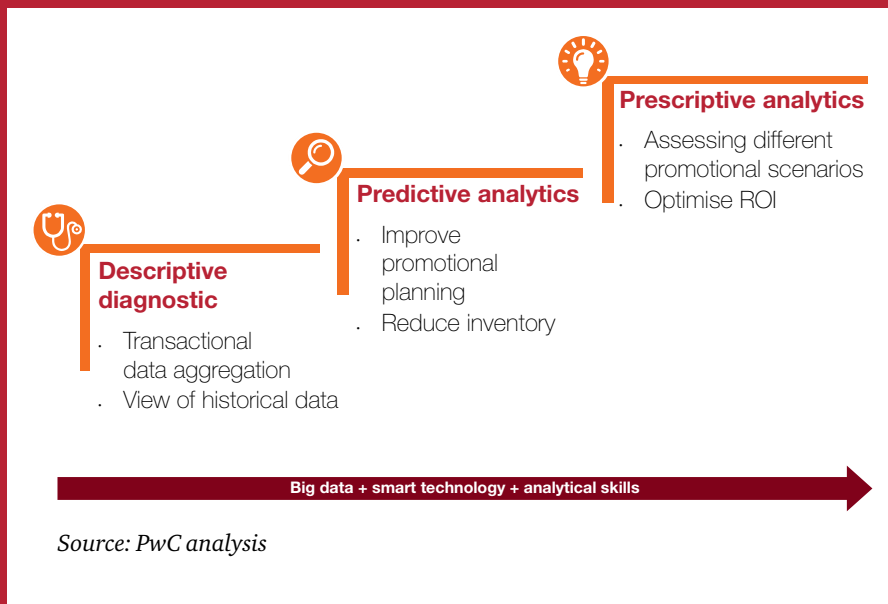 Prescriptive analytics
· Assessing different
promotional scenarios
· Optimise ROI
Predictive analytics
· Improve
promotional
planning
· Reduce inventory
Descriptive
diagnostic
· Transactional
data aggregation
· View of historical data
Big data + smart technology + analytical skills
Source: PwC analysis